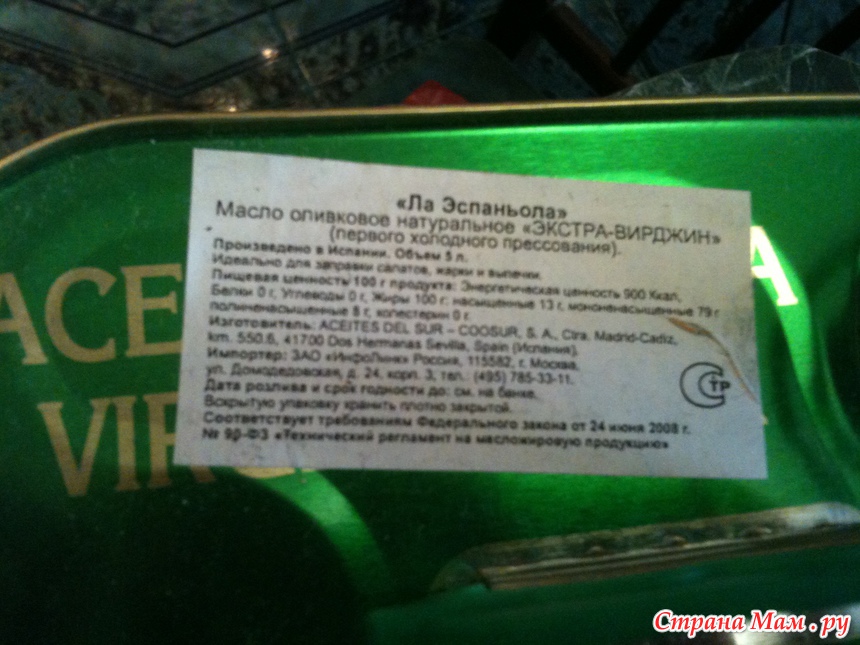 «Ла Эспаньола»
Масло оливковое натуральное «ЭКСТРА-ВИРДЖИН»
(первого холодного прессования).
Произведено в Испании. Объем 5 л.
Идеально для заправки салатов, жарки и выпечки.
Пищевая ценность 100 г продукта: Энергетическая ценность 900 Ккал,
Белки 0 г, Углеводы 0 г, Жиры 100 г: насыщенные 13 г, мононенасыщенные 79 г
полиненасыщенные 8 г, холестерин 0 г.
Изготовитель: ACEITES DEL SUR – COOSUR, S. A., Ctra. Madrid-Cadiz,
km. 550.6, 41700 Dos Hermanas Sevilla, Spain (Испания).
Импортер: ЗАО «ИнфоЛинк» Россия, 115582, г. Москва,
ул. Домодедовская, д. 24, корп. 3, тел.: (495) 785-33-11.
Дата розлива и срок годности до: см. на банке.
Вскрытую упаковку хранить плотно закрытой.
Соответствует требованиям Федерального закона от 24 июня 2008 г.
№ 90-ФЗ «Технический регламент на масложировую продукцию»
СТР
ACE
A
VIR
Страна Мам.ру